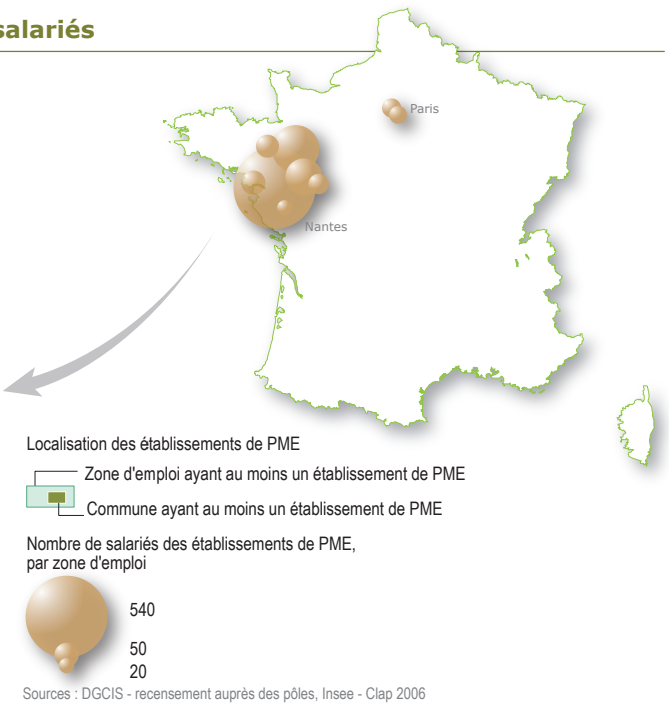 salariés
Paris
Nantes
Localisation des établissements de PME
Zone d'emploi ayant au moins un établissement de PME
Commune ayant au moins un établissement de PME
Nombre de salariés des établissements de PME,
par zone d'emploi
540
50
20
Sources : DGCIS - recensement auprès des pôles, Insee - Clap 2006